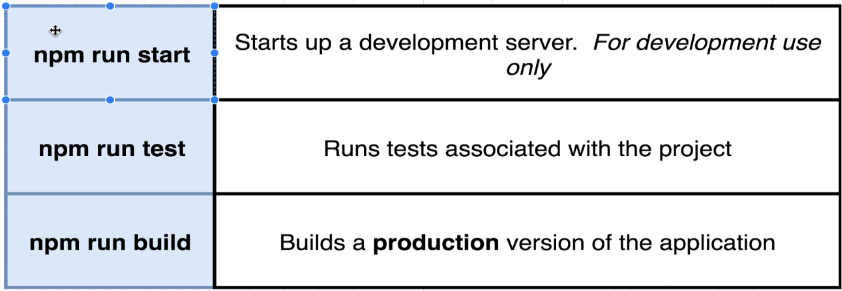 npm run start
Starts up a development server.  For development use
only
npm run test
Runs tests associated with the project
npm run build
Builds a production version of the application